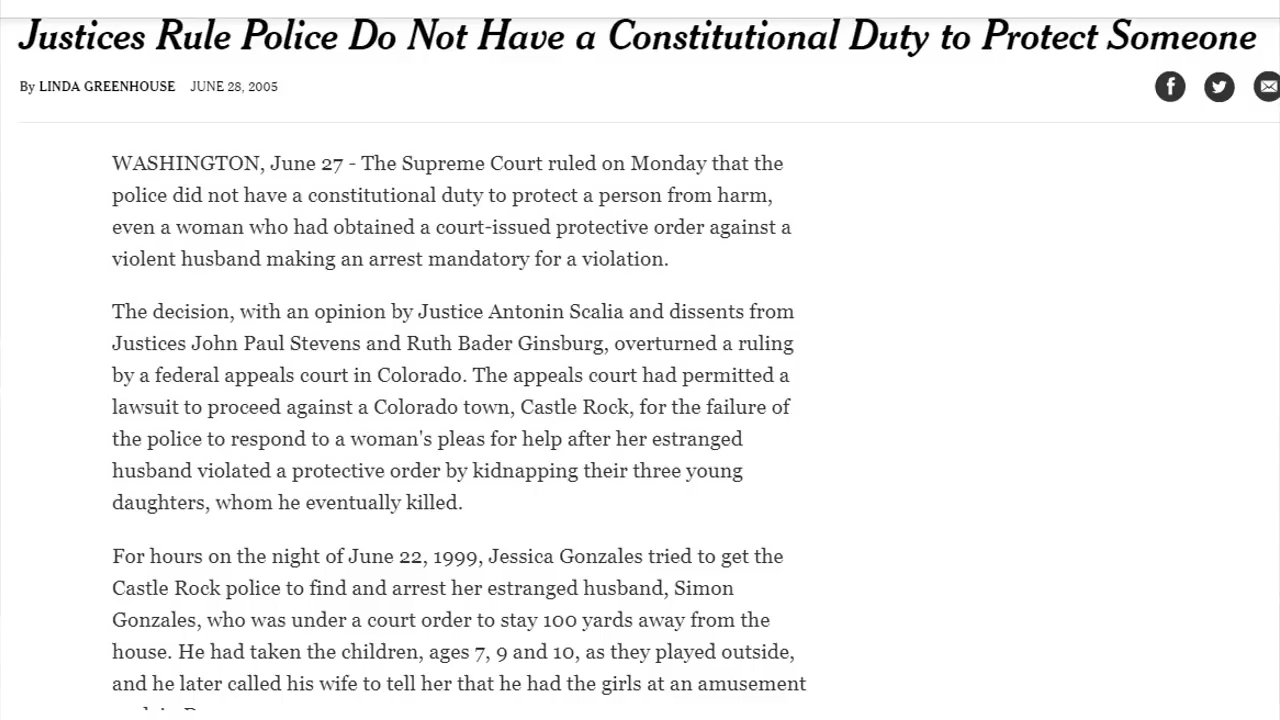 Justices Rule Police Do Not Have a Constitutional Duty to Protect Someone
By LINDA GREENHOUSE JUNE 28, 2005
WASHINGTON, June 27 - The Supreme Court ruled on Monday that the
police did not have a constitutional duty to protect a person from harm,
even a woman who had obtained a court-issued protective order against a
violent husband making an arrest mandatory for a violation.
The decision, with an opinion by Justice Antonin Scalia and dissents from
Justices John Paul Stevens and Ruth Bader Ginsburg, overturned a ruling
by a federal appeals court in Colorado. The appeals court had permitted a
lawsuit to proceed against a Colorado town, Castle Rock, for the failure of
the police to respond to a woman's pleas for help after her estranged
husband violated a protective order by kidnapping their three young
daughters, whom he eventually killed.
For hours on the night of June 22, 1999, Jessica Gonzales tried to get the
Castle Rock police to find and arrest her estranged husband, Simon
Gonzales, who was under a court order to stay 100 yards away from the
house. He had taken the children, ages 7, 9 and 10, as they played outside,
and he later called his wife to tell her that he had the girls at an amusement